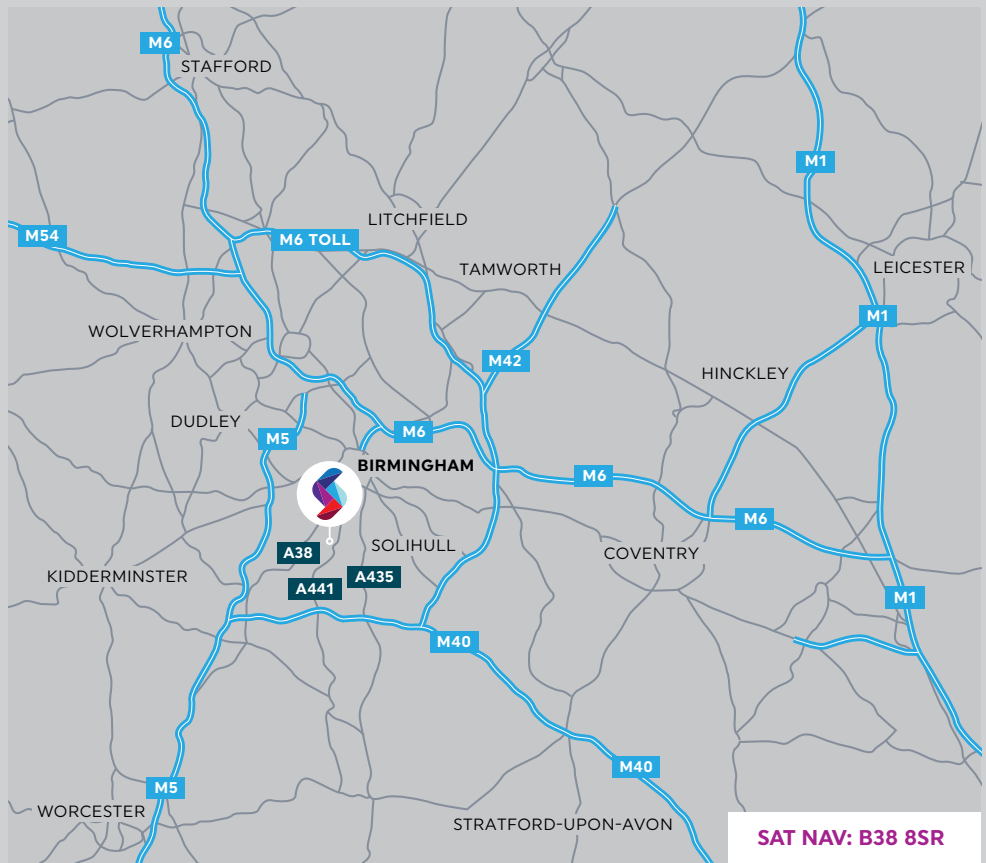 M6
STAFFORD
M1
LITCHFIELD
M54
M6 TOLL
TAMWORTH
LEICESTER
M1
WOLVERHAMPTON
M42
HINCKLEY
DUDLEY
M5
M6
BIRMINGHAM
M6
M6
A38
SOLIHULL
COVENTRY
KIDDERMINSTER
A441
A435
M1
M40
M40
M5
WORCESTER
STRATFORD-UPON-AVON
SAT NAV: B38 8SR